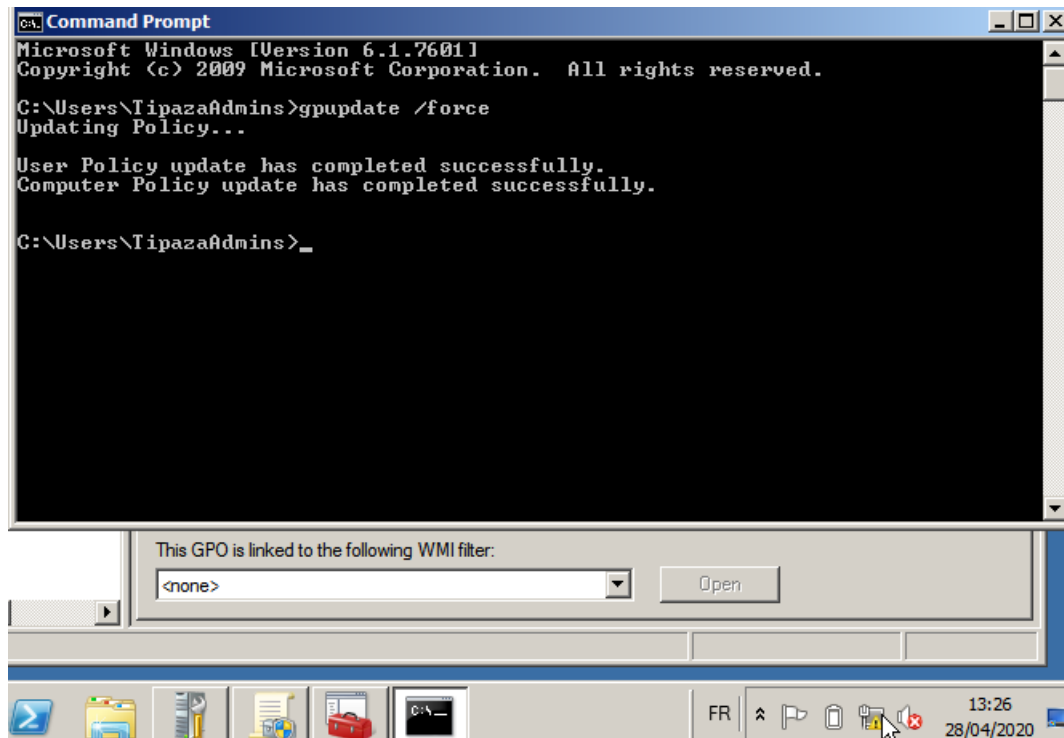 Command Prompt
Microsoft Windows [Version 6.1.7601]
Copyright (c) 2009 Microsoft Corporation.  All rights reserved.
C:\Users\TipazaAdmins>gpupdate /force
Updating Policy...
User Policy update has completed successfully.
Computer Policy update has completed successfully.
C:\Users\TipazaAdmins>_
This GPO is linked to the following WMI filter:
<none>
Open
FR
13:26
28/04/2020